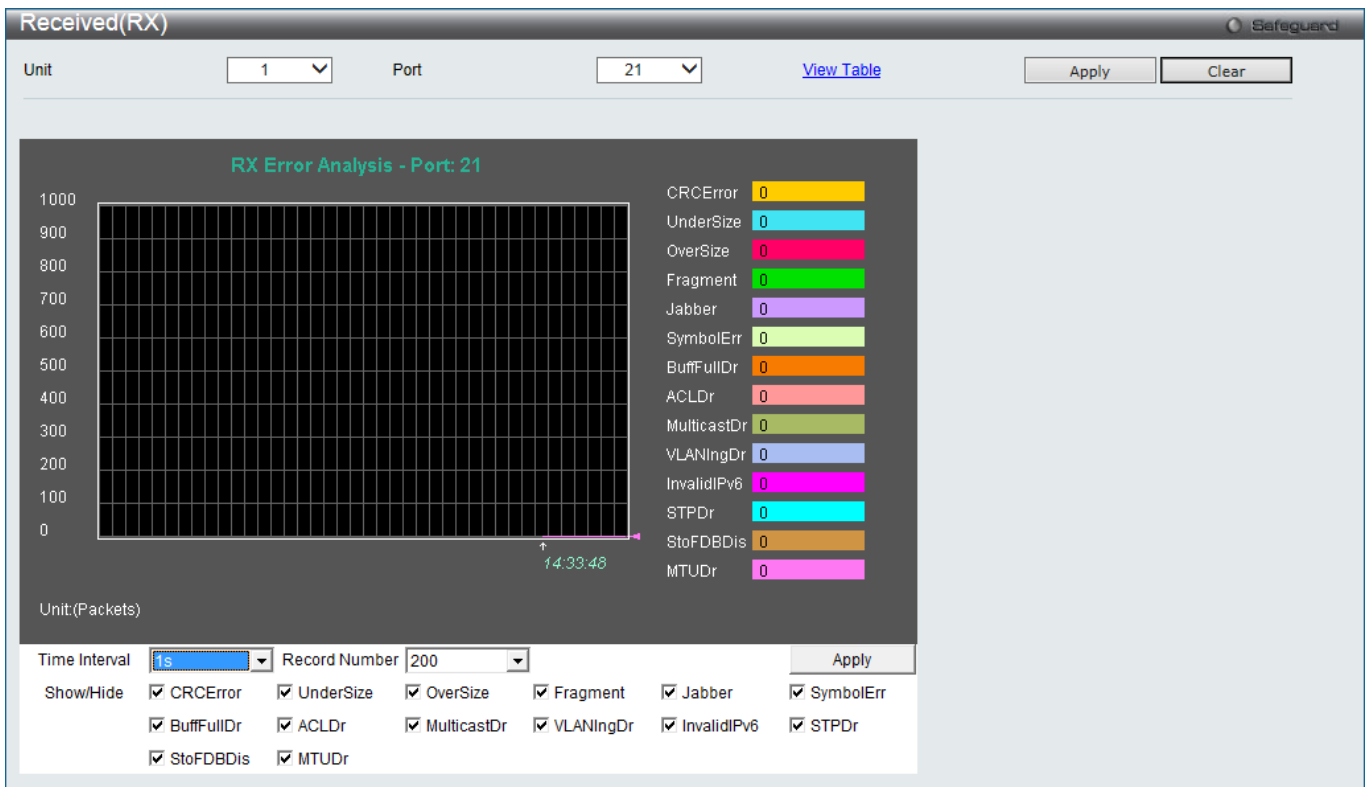 Received(RX)
Safeguard
Unit 1 Port 21 View Table Apply Clear
RX Error Analysis - Port: 21
1000
900
800
700
600
500
400
300
200
100
0
14:33:48
Unit:(Packets)
CRCError 0
UnderSize 0
OverSize 0
Fragment 0
Jabber 0
SymbolErr 0
BuffFullDr 0
ACLDr 0
MulticastDr 0
VLANIngDr 0
InvalidIPv6 0
STPDr 0
StoFDBDis 0
MTUDr 0
Time Interval 1s Record Number 200 Apply
Show/Hide CRCError UnderSize OverSize Fragment Jabber SymbolErr
BuffFullDr ACLDr MulticastDr VLANIngDr InvalidIPv6 STPDr
StoFDBDis MTUDr